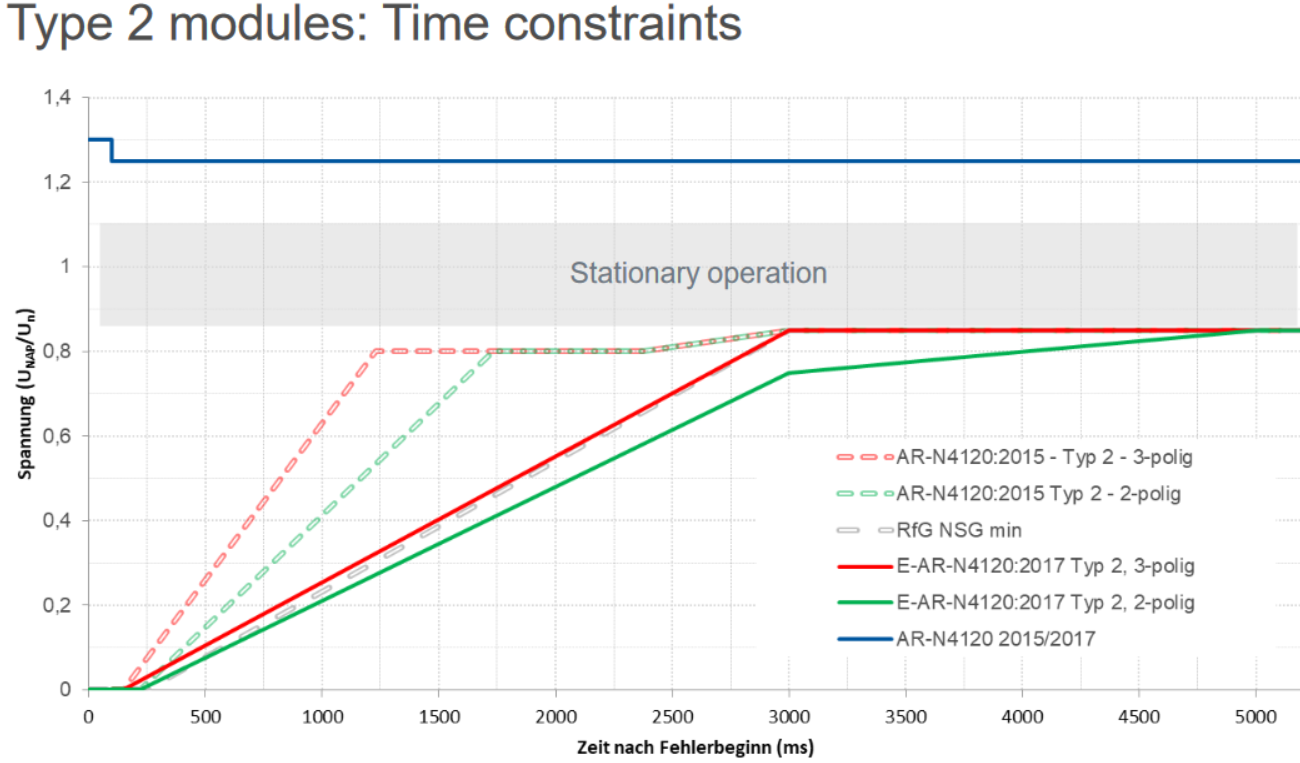 Type 2 modules: Time constraints
1,4
1,2
1
0,8
0,6
0,4
0,2
0
Spannung (U_NAP/U_n)
Stationary operation
AR-N4120:2015 - Typ 2 - 3-polig
AR-N4120:2015 Typ 2 - 2-polig
RfG NSG min
E-AR-N4120:2017 Typ 2, 3-polig
E-AR-N4120:2017 Typ 2, 2-polig
AR-N4120 2015/2017
0 500 1000 1500 2000 2500 3000 3500 4000 4500 5000
Zeit nach Fehlerbeginn (ms)